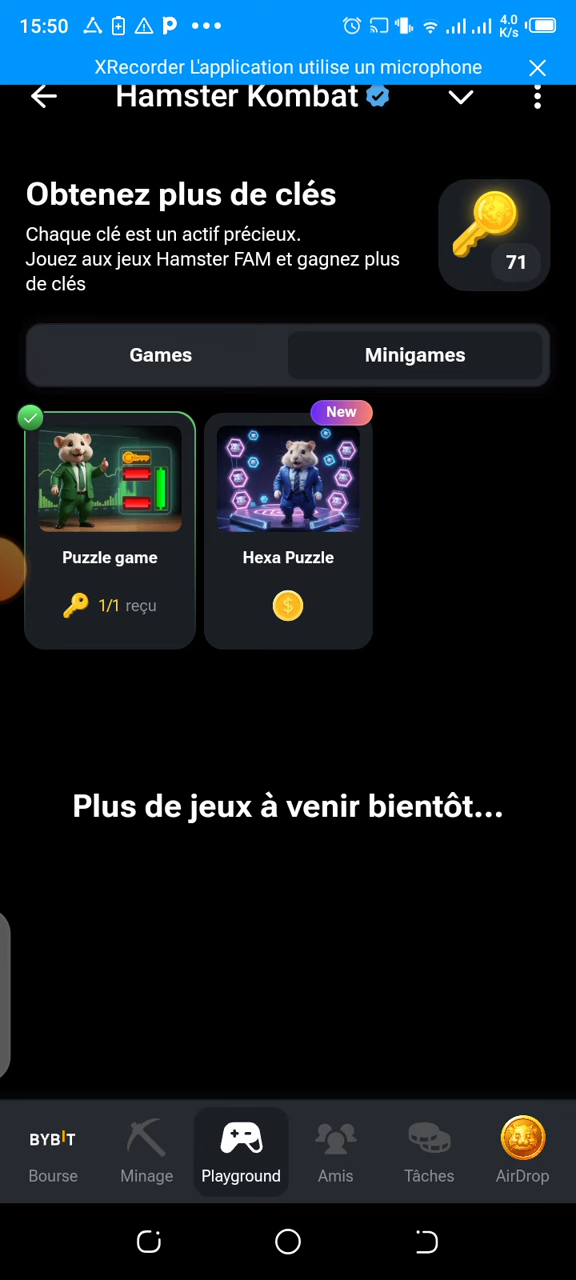 15:50
4.0
K/s
XRecorder L'application utilise un microphone
Hamster Kombat
Obtenez plus de clés
Chaque clé est un actif précieux.
Jouez aux jeux Hamster FAM et gagnez plus
de clés
71
Games
Minigames
New
Puzzle game
Hexa Puzzle
1/1 reçu
Plus de jeux à venir bientôt...
BYBIT
Bourse
Minage
Playground
Amis
Tâches
AirDrop